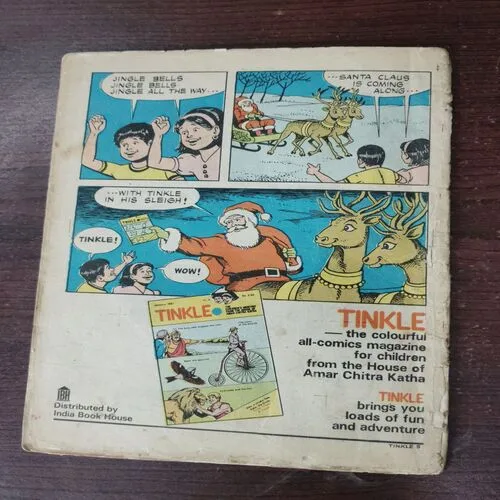 JINGLE BELLS
JINGLE BELLS
JINGLE ALL THE WAY...
...SANTA CLAUS
IS COMING
ALONG...
...WITH TINKLE
IN HIS SLEIGH!
TINKLE!
WOW!
TINKLE
TINKLE
— the colourful
all-comics magazine
for children
from the House of
Amar Chitra Katha
IBH
Distributed by
India Book House
TINKLE
brings you
loads of fun
and adventure